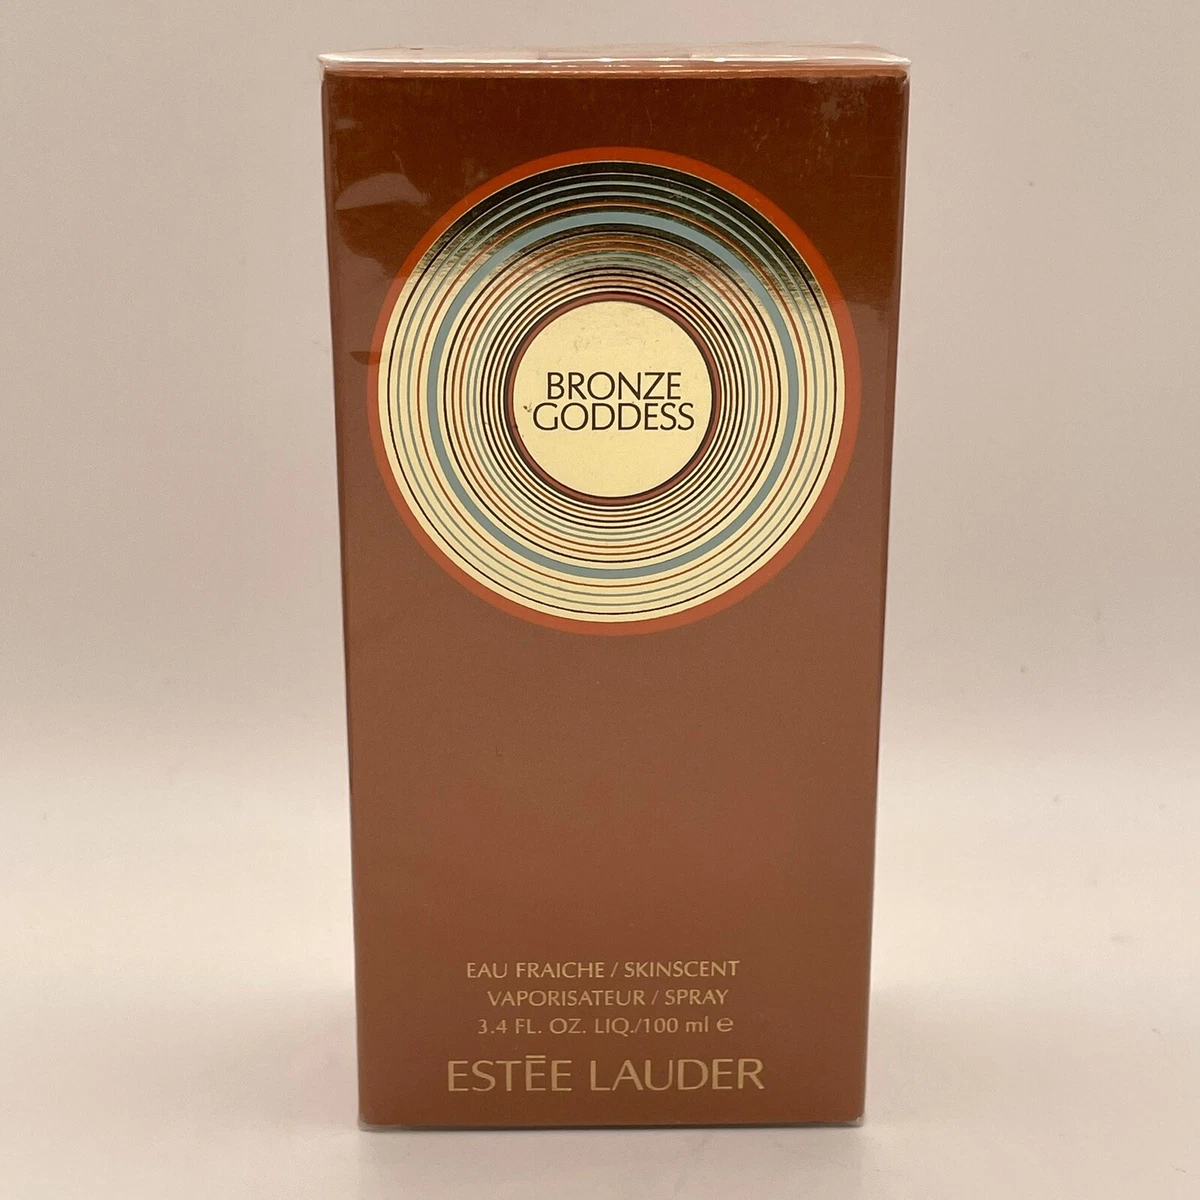 BRONZE
GODDESS
EAU FRAICHE / SKINSCENT
VAPORISATEUR / SPRAY
3.4 FL. OZ. LIQ./100 ml ℮
ESTĒE LAUDER